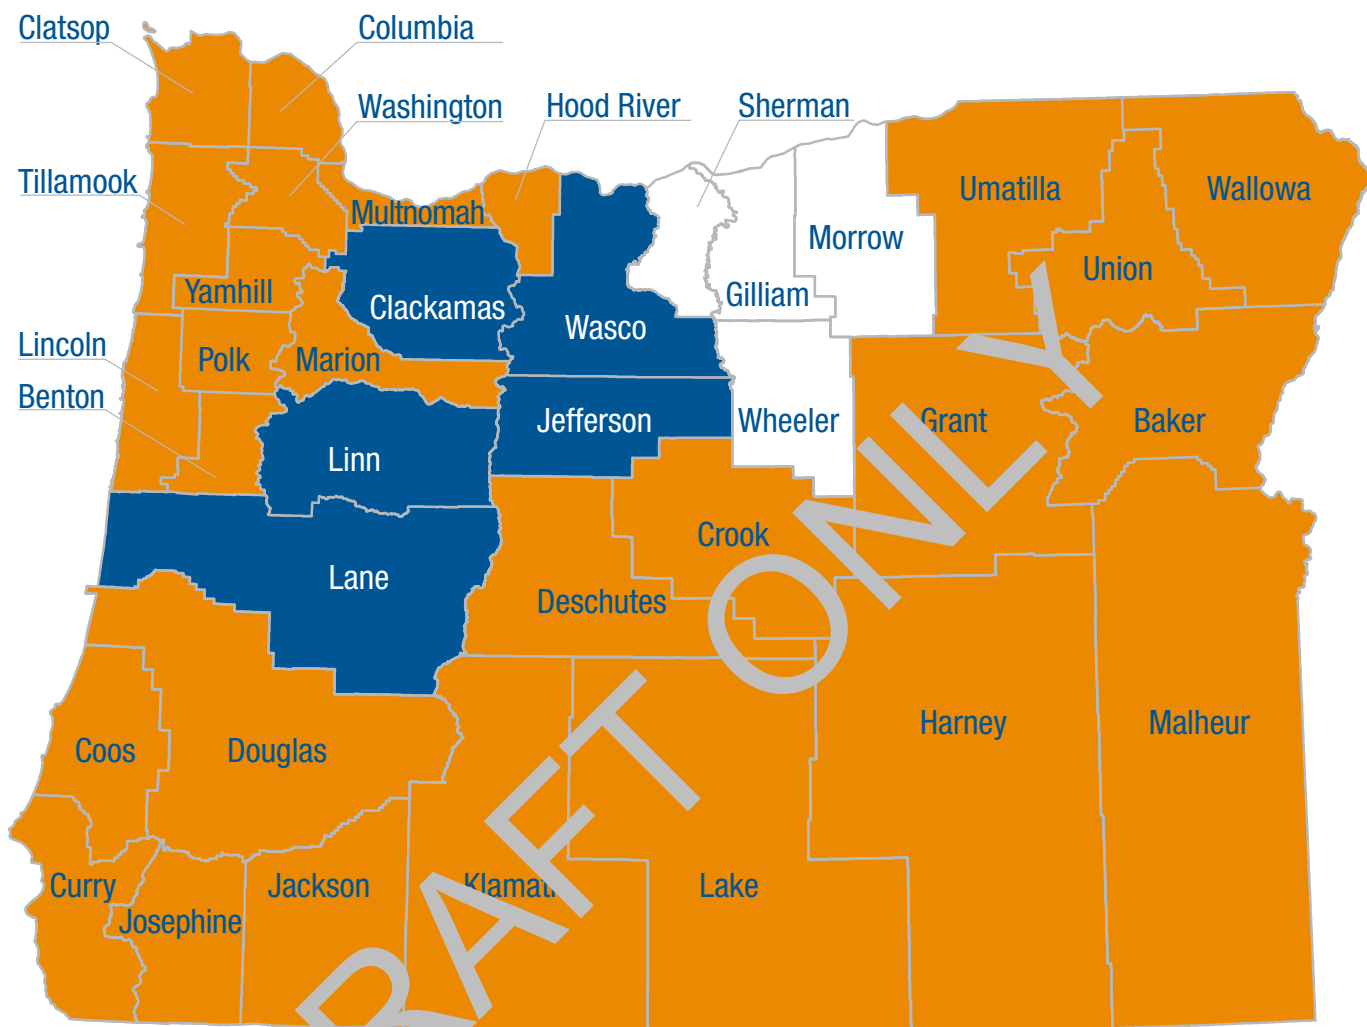 Clatsop
Columbia
Washington
Hood River
Sherman
Tillamook
Multnomah
Umatilla
Wallowa
Morrow
Union
Yamhill
Clackamas
Gilliam
Wasco
Lincoln
Polk
Marion
Benton
Jefferson
Wheeler
Grant
Baker
Linn
Crook
Lane
Deschutes
Coos
Douglas
Harney
Malheur
Curry
Jackson
Lake
Josephine
RAFT ONLY